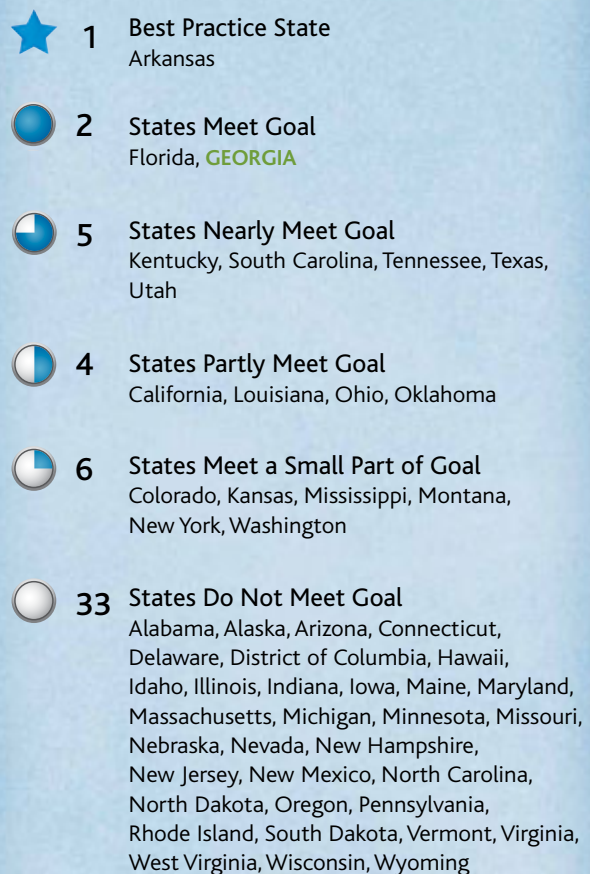 1 Best Practice State
Arkansas
2 States Meet Goal
Florida, GEORGIA
5 States Nearly Meet Goal
Kentucky, South Carolina, Tennessee, Texas,
Utah
4 States Partly Meet Goal
California, Louisiana, Ohio, Oklahoma
6 States Meet a Small Part of Goal
Colorado, Kansas, Mississippi, Montana,
New York, Washington
33 States Do Not Meet Goal
Alabama, Alaska, Arizona, Connecticut,
Delaware, District of Columbia, Hawaii,
Idaho, Illinois, Indiana, Iowa, Maine, Maryland,
Massachusetts, Michigan, Minnesota, Missouri,
Nebraska, Nevada, New Hampshire,
New Jersey, New Mexico, North Carolina,
North Dakota, Oregon, Pennsylvania,
Rhode Island, South Dakota, Vermont, Virginia,
West Virginia, Wisconsin, Wyoming